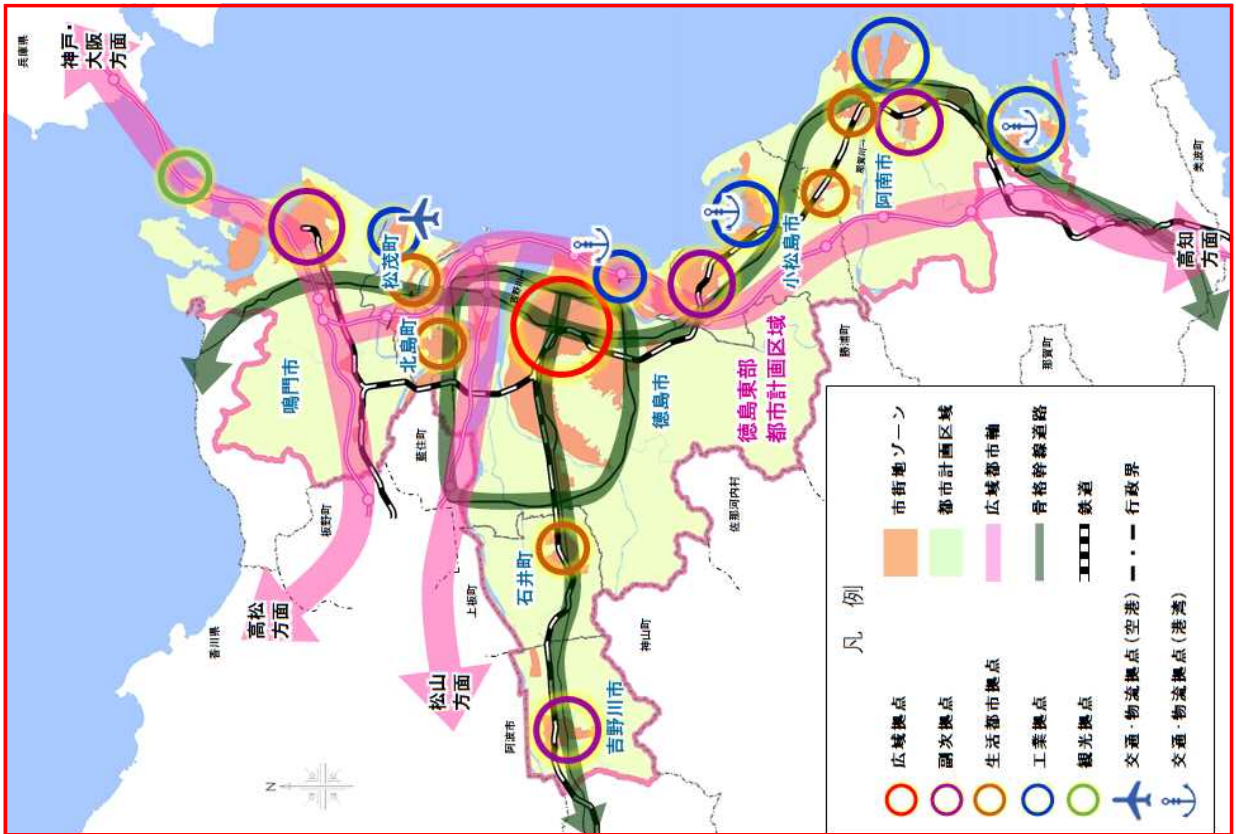 兵庫県
神戸・
大阪
方面
松茂町
北島町
鳴門市
藍住町
板野町
香川県
高松
方面
吉野川
徳島市
徳島東部
都市計画区域
佐那河内村
石井町
上板町
神山町
松山
方面
阿波市
吉野川市
N
那賀川
阿南市
小松島市
勝浦町
那賀町
美波町
高知
方面
凡 例
広域拠点
副次拠点
生活都市拠点
工業拠点
観光拠点
交通・物流拠点(空港)
交通・物流拠点(港湾)
市街地ゾーン
都市計画区域
広域都市軸
骨格幹線道路
鉄道
行政界